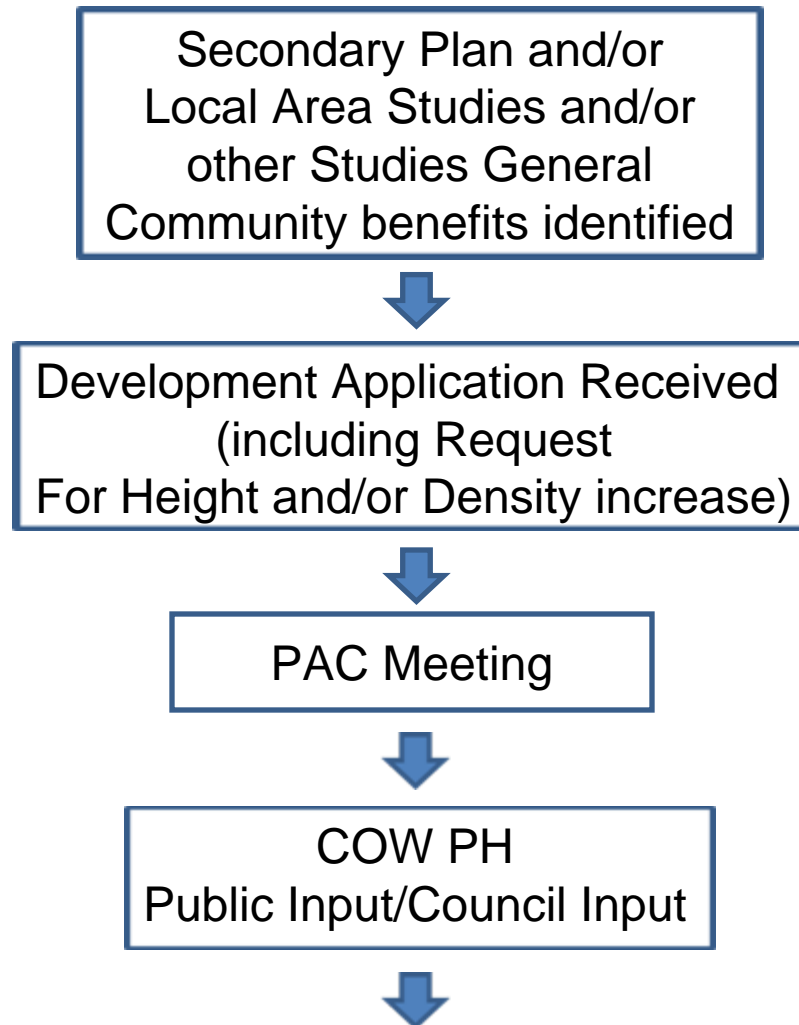 Secondary Plan and/or
Local Area Studies and/or
other Studies General
Community benefits identified
Development Application Received
(including Request
For Height and/or Density increase)
PAC Meeting
COW PH
Public Input/Council Input